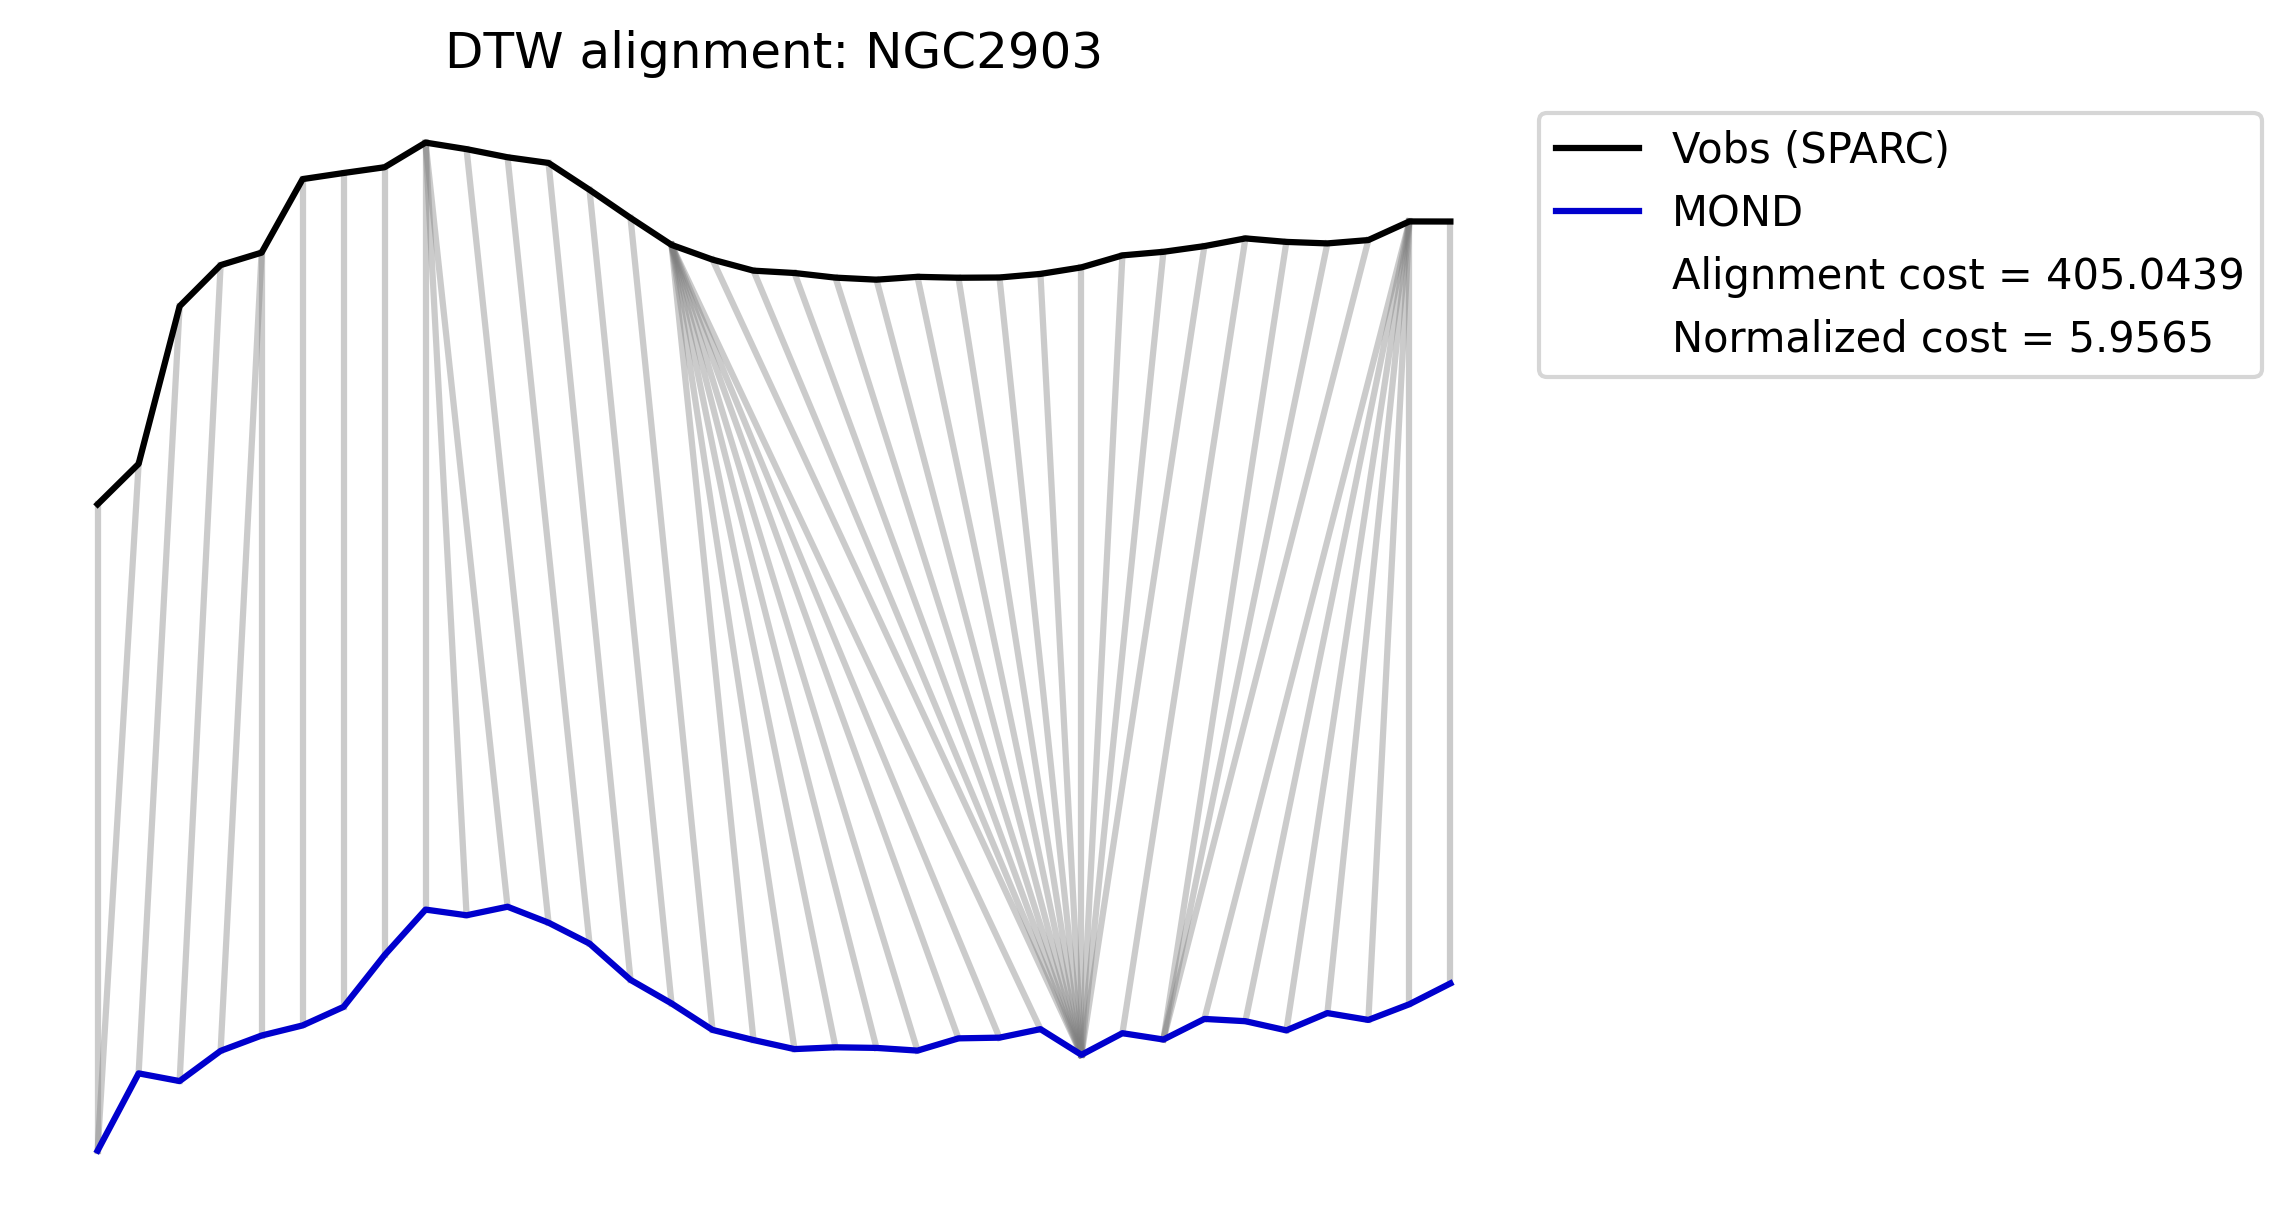 DTW alignment: NGC2903
Vobs (SPARC)
MOND
Alignment cost = 405.0439
Normalized cost = 5.9565